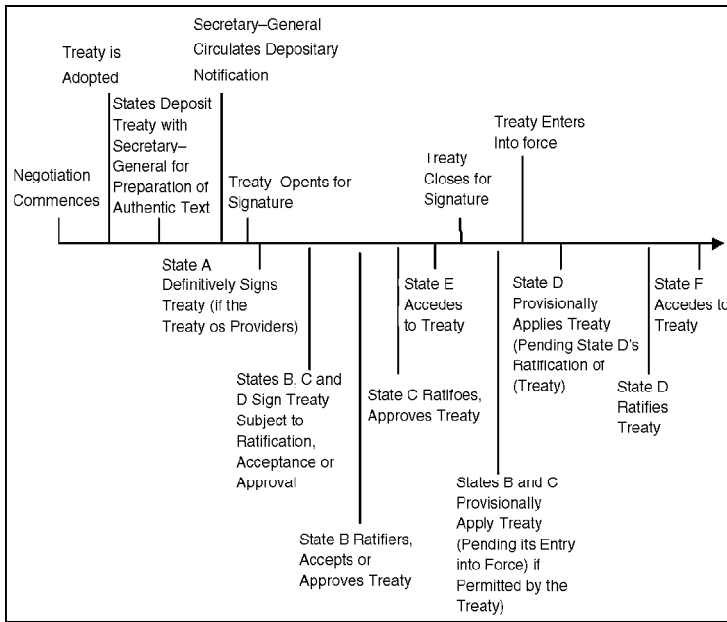 Treaty is
Adopted
Secretary–General
Circulates Depositary
Notification
States Deposit
Treaty with
Secretary–
General for
Preparation of
Authentic Text
Negotiation
Commences
Treaty Opents for
Signature
Treaty
Closes for
Signature
Treaty Enters
Into force
State A
Definitively Signs
Treaty (if the
Treaty os Providers)
States B, C and
D Sign Treaty
Subject to
Ratification,
Acceptance or
Approval
State B Ratifiers,
Accepts or
Approves Treaty
State C Ratifoes,
Approves Treaty
State E
Accedes
to Treaty
States B and C
Provisionally
Apply Treaty
(Pending its Entry
into Force) if
Permitted by the
Treaty)
State D
Provisionally
Applies Treaty
(Pending State D's
Ratification of
(Treaty)
State D
Ratifies
Treaty
State F
Accedes to
Treaty